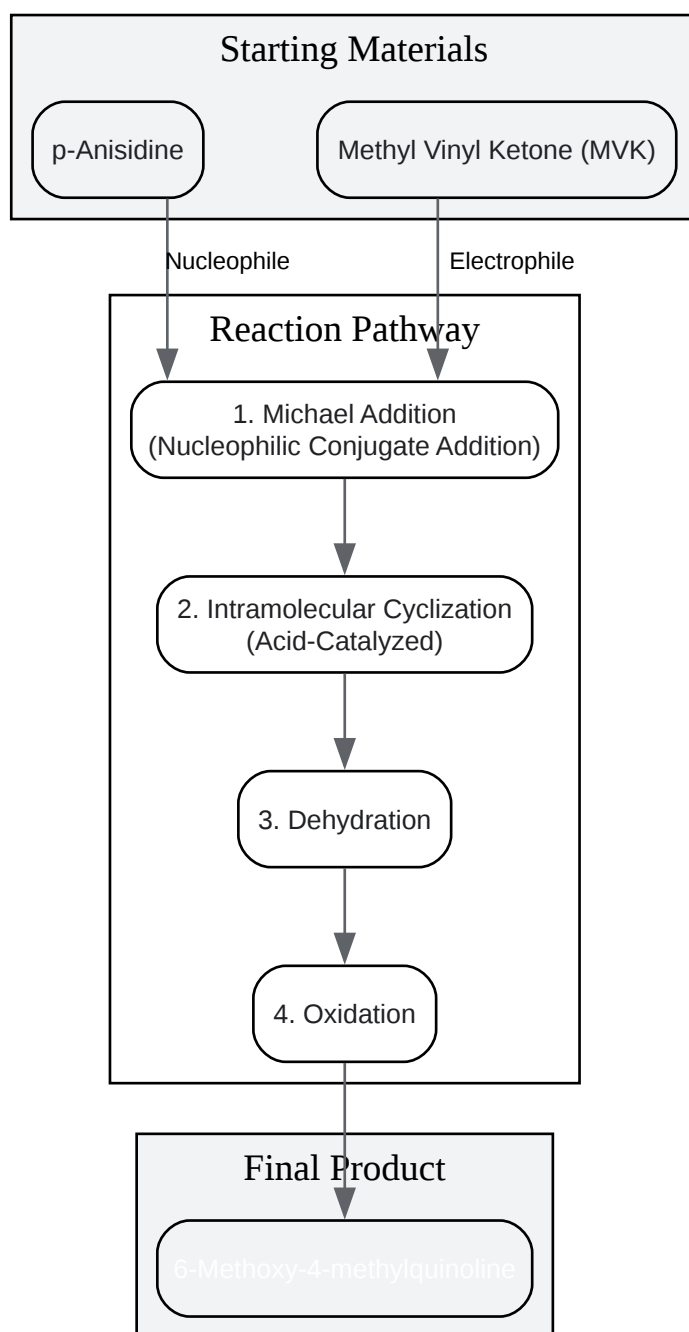 Starting Materials
p-Anisidine
Methyl Vinyl Ketone (MVK)
Nucleophile
Electrophile
Reaction Pathway
1. Michael Addition
(Nucleophilic Conjugate Addition)
2. Intramolecular Cyclization
(Acid-Catalyzed)
3. Dehydration
4. Oxidation
Final Product
6-Methoxy-4-methylquinoline